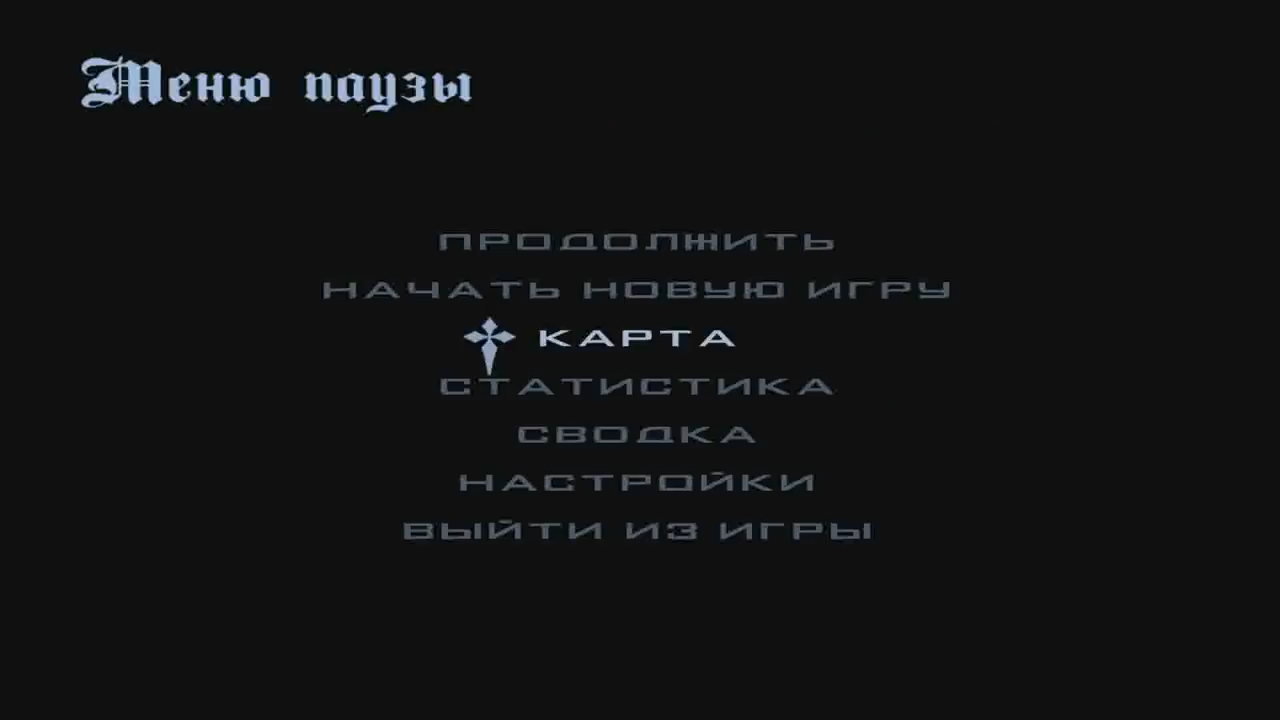 Меню паузы
ПРОДОЛЖИТЬ
НАЧАТЬ НОВУЮ ИГРУ
КАРТА
СТАТИСТИКА
СВОДКА
НАСТРОЙКИ
ВЫЙТИ ИЗ ИГРЫ